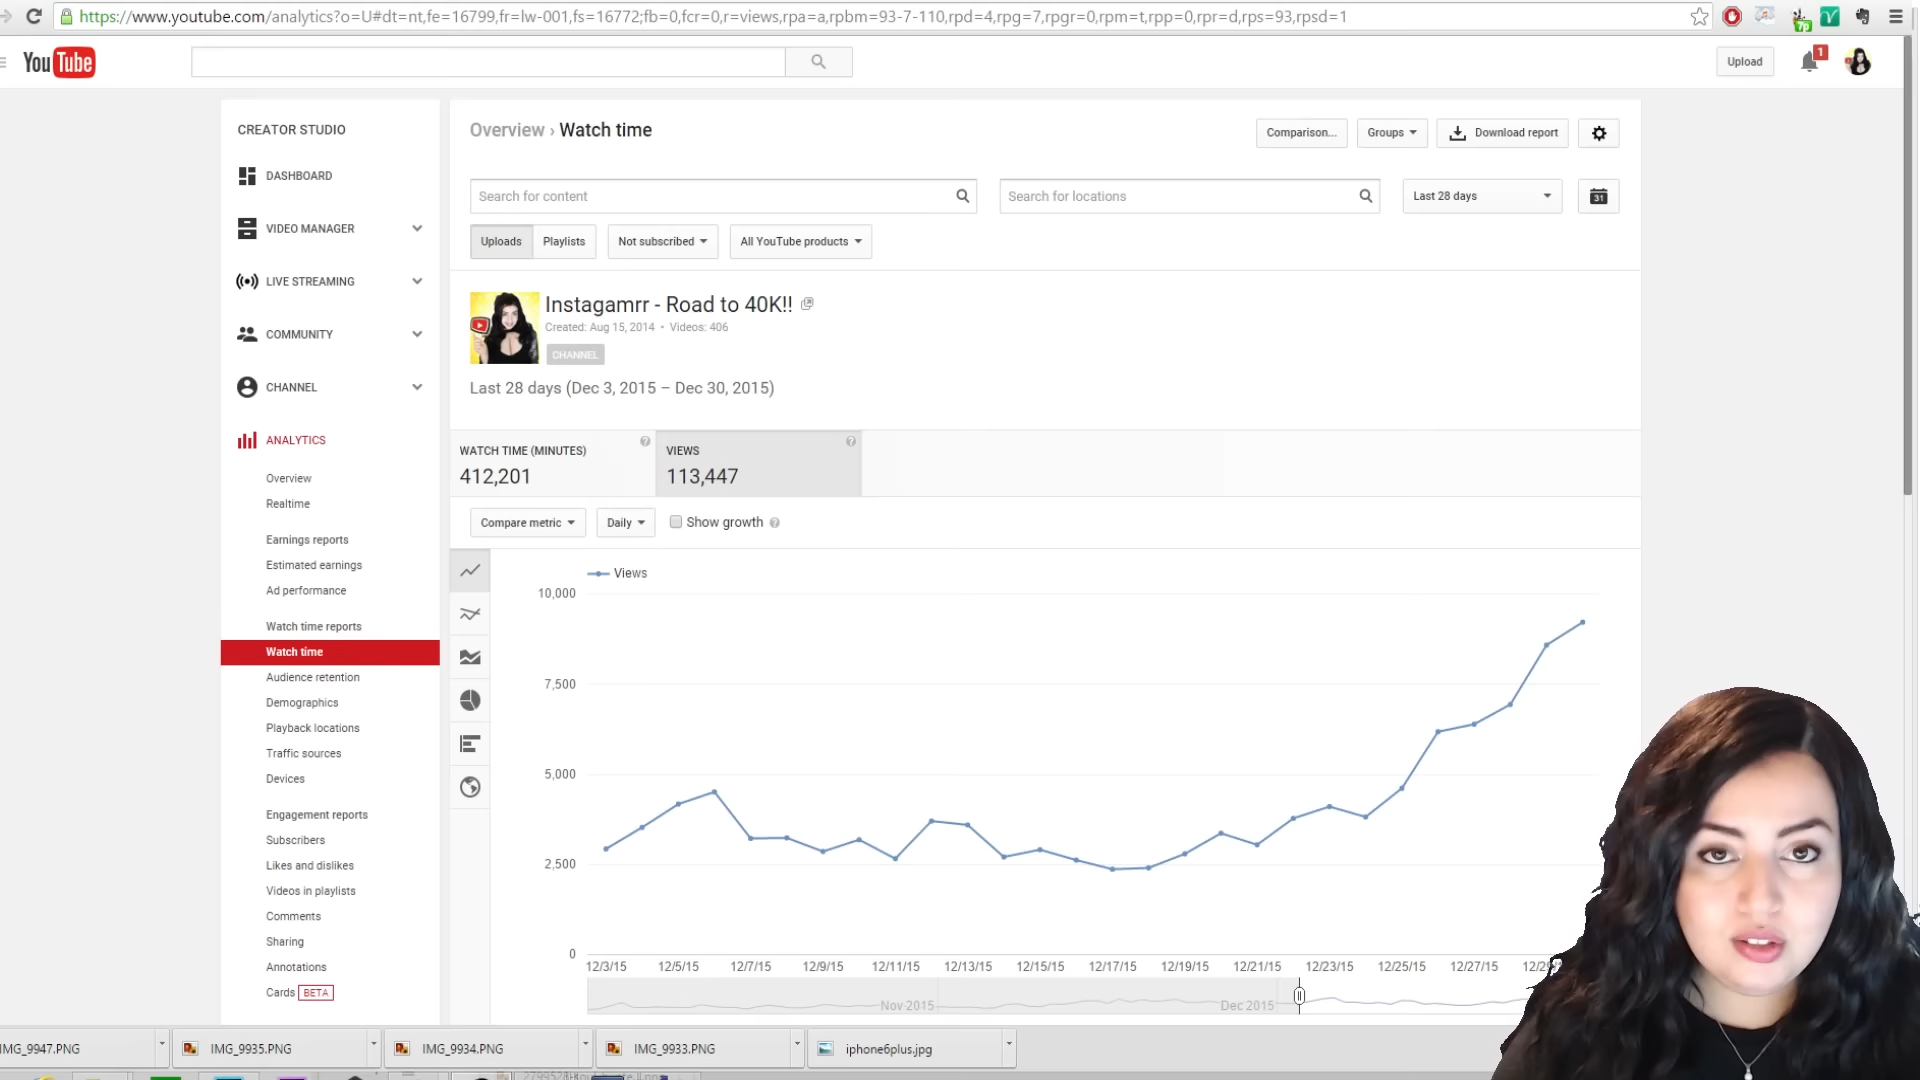 https://www.youtube.com/analytics?o=U#dt=nt,fe=16799,fr=lw-001,fs=16772;fb=0,fcr=0,r=views,rpa=a,rpbm=93-7-110,rpd=4,rpg=7,rpgr=0,rpm=t,rpp=0,rpr=d,rps=93,rpsd=1
You Tube
Upload
1
CREATOR STUDIO
DASHBOARD
VIDEO MANAGER
LIVE STREAMING
COMMUNITY
CHANNEL
ANALYTICS
Overview
Realtime
Earnings reports
Estimated earnings
Ad performance
Watch time reports
Watch time
Audience retention
Demographics
Playback locations
Traffic sources
Devices
Engagement reports
Subscribers
Likes and dislikes
Videos in playlists
Comments
Sharing
Annotations
Cards BETA
Overview › Watch time
Comparison... Groups Download report
Search for content Search for locations Last 28 days 31
Uploads Playlists Not subscribed All YouTube products
Instagamrr - Road to 40K!!
Created: Aug 15, 2014 • Videos: 406
CHANNEL
Last 28 days (Dec 3, 2015 – Dec 30, 2015)
WATCH TIME (MINUTES) VIEWS
412,201 113,447
Compare metric Daily Show growth
Views
10,000
7,500
5,000
2,500
0
12/3/15 12/5/15 12/7/15 12/9/15 12/11/15 12/13/15 12/15/15 12/17/15 12/19/15 12/21/15 12/23/15 12/25/15 12/27/15
Nov 2015 Dec 2015
IMG_9947.PNG IMG_9935.PNG IMG_9934.PNG IMG_9933.PNG iphone6plus.jpg